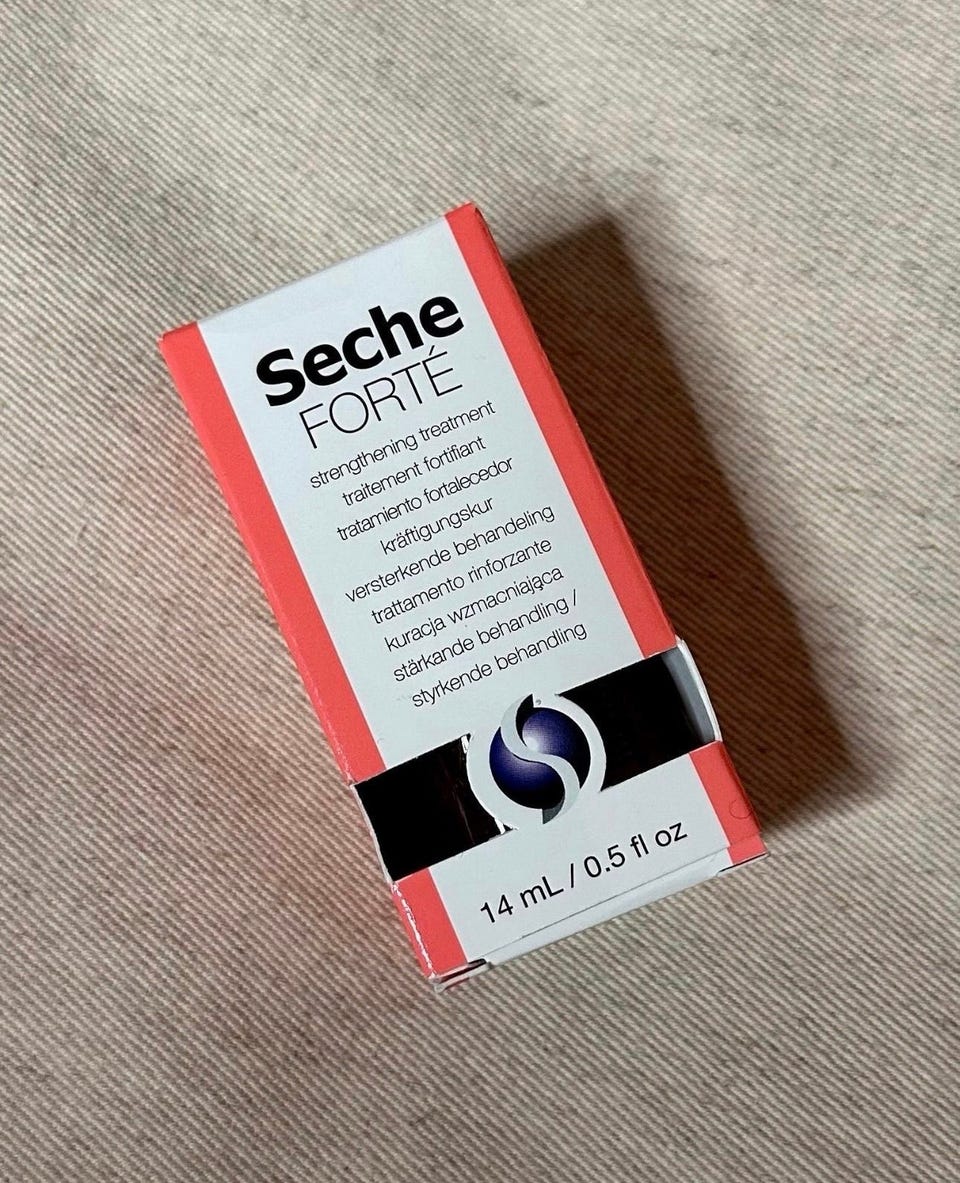 Seche
FORTÉ
strengthening treatment
traitement fortifiant
tratamiento fortalecedor
kräftigungskur
versterkende behandeling
trattamento rinforzante
kuracja wzmacniająca
stärkande behandling /
styrkende behandling
14 mL / 0.5 fl oz